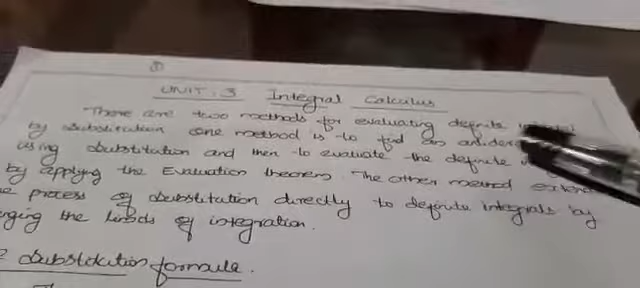 ①
UNIT: 3 Integral Calculus
There are two methods for evaluating definite
by substitution one method is to find an
using substitution and then to evaluate the definite
by applying the Evaluation theorem. The other method
process of substitution directly to definite integrals by
the limits of integration.
substitution formula.